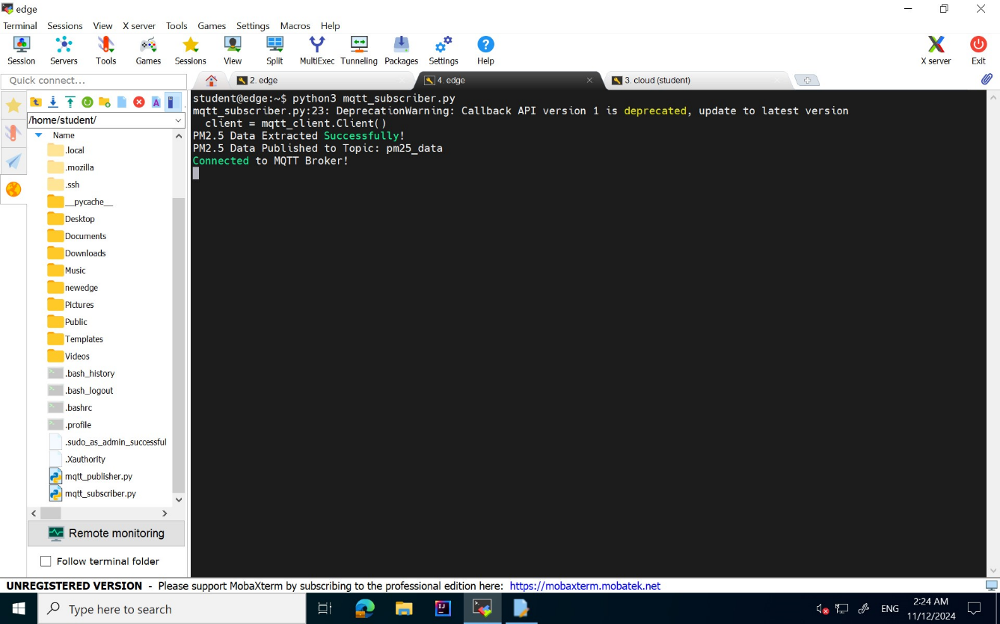 edge
Terminal Sessions View X server Tools Games Settings Macros Help
Session Servers Tools Games Sessions View Split MultiExec Tunneling Packages Settings Help X server Exit
Quick connect...
2. edge
4. edge
3. cloud (student)
/home/student/
Name
.local
.mozilla
.ssh
__pycache__
Desktop
Documents
Downloads
Music
newedge
Pictures
Public
Templates
Videos
.bash_history
.bash_logout
.bashrc
.profile
.sudo_as_admin_successful
.Xauthority
mqtt_publisher.py
mqtt_subscriber.py
Remote monitoring
Follow terminal folder
student@edge:~$ python3 mqtt_subscriber.py
mqtt_subscriber.py:23: DeprecationWarning: Callback API version 1 is deprecated, update to latest version
  client = mqtt_client.Client()
PM2.5 Data Extracted Successfully!
PM2.5 Data Published to Topic: pm25_data
Connected to MQTT Broker!
UNREGISTERED VERSION - Please support MobaXterm by subscribing to the professional edition here: https://mobaxterm.mobatek.net
Type here to search
ENG
2:24 AM
11/12/2024